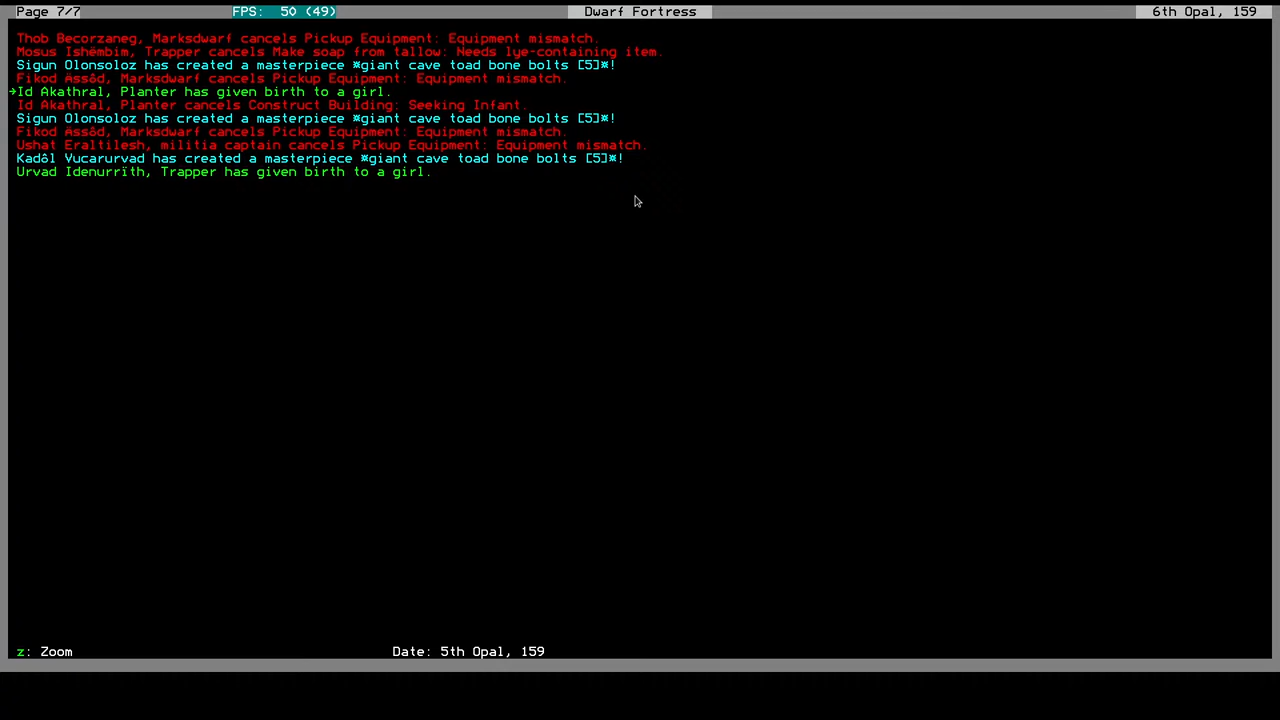 Page 7/7 FPS: 50 (49) Dwarf Fortress 6th Opal, 159
Thob Becorzaneg, Marksdwarf cancels Pickup Equipment: Equipment mismatch.
Mosus Ishëmbim, Trapper cancels Make soap from tallow: Needs lye-containing item.
Sigun Olonsoloz has created a masterpiece ☼giant cave toad bone bolts [5]☼!
Fikod Ässåd, Marksdwarf cancels Pickup Equipment: Equipment mismatch.
→Id Akathral, Planter has given birth to a girl.
Id Akathral, Planter cancels Construct Building: Seeking Infant.
Sigun Olonsoloz has created a masterpiece ☼giant cave toad bone bolts [5]☼!
Fikod Ässåd, Marksdwarf cancels Pickup Equipment: Equipment mismatch.
Ushat Eraltilesh, militia captain cancels Pickup Equipment: Equipment mismatch.
Kadôl Vucarurvad has created a masterpiece ☼giant cave toad bone bolts [5]☼!
Urvad Idenurrïth, Trapper has given birth to a girl.
z: Zoom Date: 5th Opal, 159